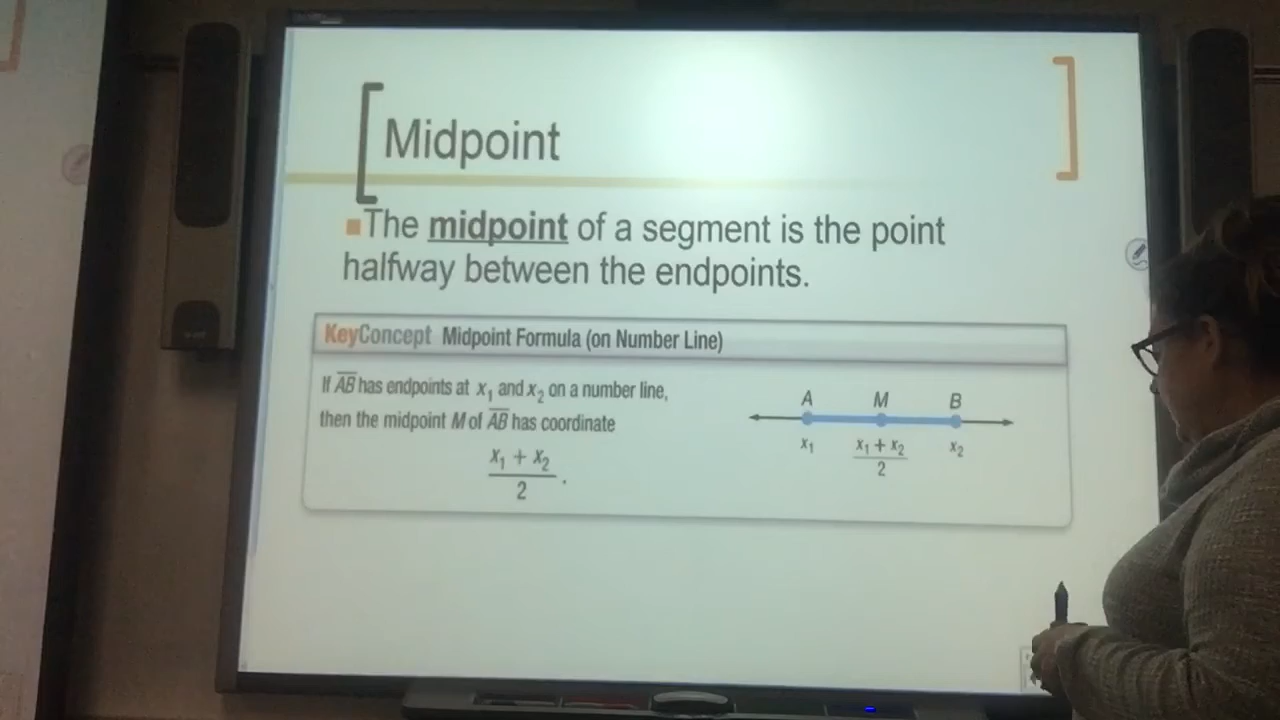 Midpoint
The midpoint of a segment is the point
halfway between the endpoints.
KeyConcept Midpoint Formula (on Number Line)
If A̅B̅ has endpoints at x₁ and x₂ on a number line,
then the midpoint M of A̅B̅ has coordinate
x₁ + x₂
2 .
A M B
x₁ x₁ + x₂ x₂
2